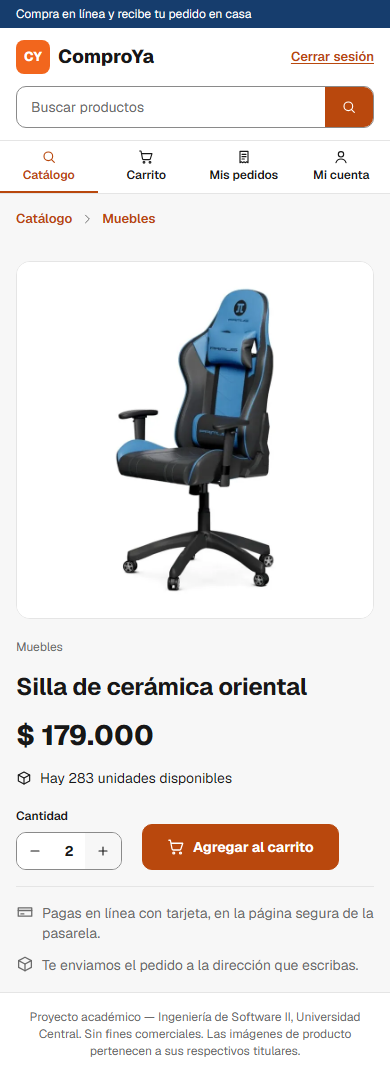 Compra en línea y recibe tu pedido en casa
CY ComproYa
Cerrar sesión
Buscar productos
Catálogo
Carrito
Mis pedidos
Mi cuenta
Catálogo > Muebles
Muebles
Silla de cerámica oriental
$ 179.000
Hay 283 unidades disponibles
Cantidad
− 2 +
Agregar al carrito
Pagas en línea con tarjeta, en la página segura de la
pasarela.
Te enviamos el pedido a la dirección que escribas.
Proyecto académico — Ingeniería de Software II, Universidad
Central. Sin fines comerciales. Las imágenes de producto
pertenecen a sus respectivos titulares.